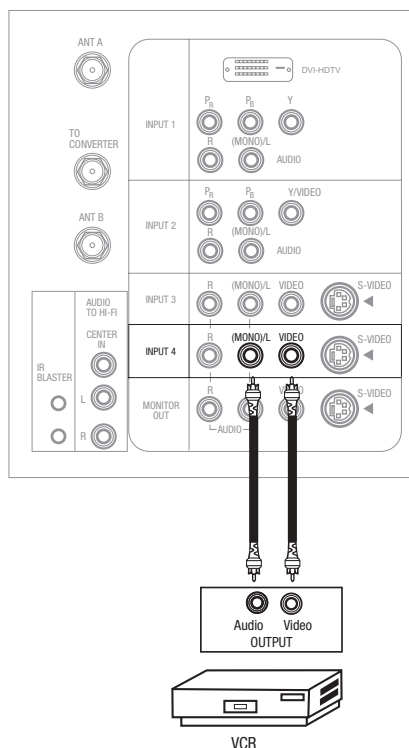 ANT A
TO
CONVERTER
ANT B
DVI-HDTV
INPUT 1
PR PB Y
R (MONO)/L AUDIO
INPUT 2
PR PB Y/VIDEO
R (MONO)/L AUDIO
INPUT 3
R (MONO)/L VIDEO S-VIDEO
INPUT 4
(MONO)/L VIDEO S-VIDEO
MONITOR
OUT
R VIDEO S-VIDEO
AUDIO
IR
BLASTER
AUDIO
TO HI-FI
CENTER
IN
L
R
Audio Video
OUTPUT
VCR